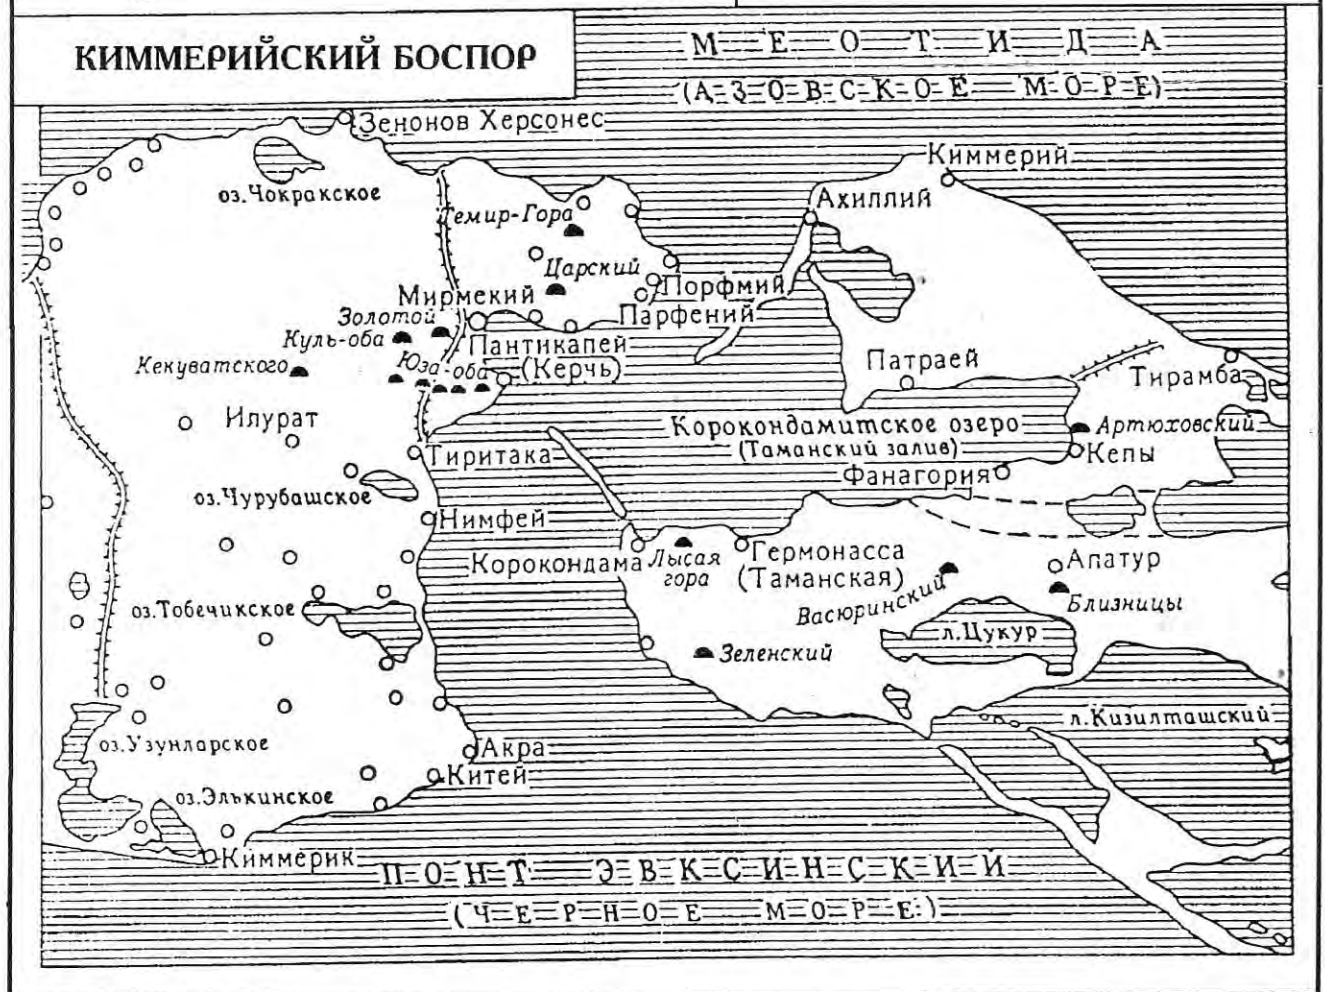 КИММЕРИЙСКИЙ БОСПОР
МЕОТИДА
(АЗОВСКОЕ МОРЕ)
Зенонов Херсонес
Киммерий
оз.Чокракское
Ахиллий
Темир-Гора
Царский
Порфмий
Мирмекий
Парфений
Золотой
Куль-оба
Пантикапей
(Керчь)
Кекуватского
Юз-оба
Патраей
Тирамба
Илурат
Корокондамитское озеро
(Таманский залив)
Артюховский
Тиритака
Кепы
Фанагория
оз.Чурубашское
Нимфей
Корокондама
Лысая
гора
Гермонасса
(Таманская)
Апатур
Васюринский
Близницы
оз.Тобечикское
л.Цукур
Зеленский
л.Кизилташский
оз.Узунларское
Акра
Китей
оз.Элькинское
Киммерик
ПОНТ ЭВКСИНСКИЙ
(ЧЕРНОЕ МОРЕ)